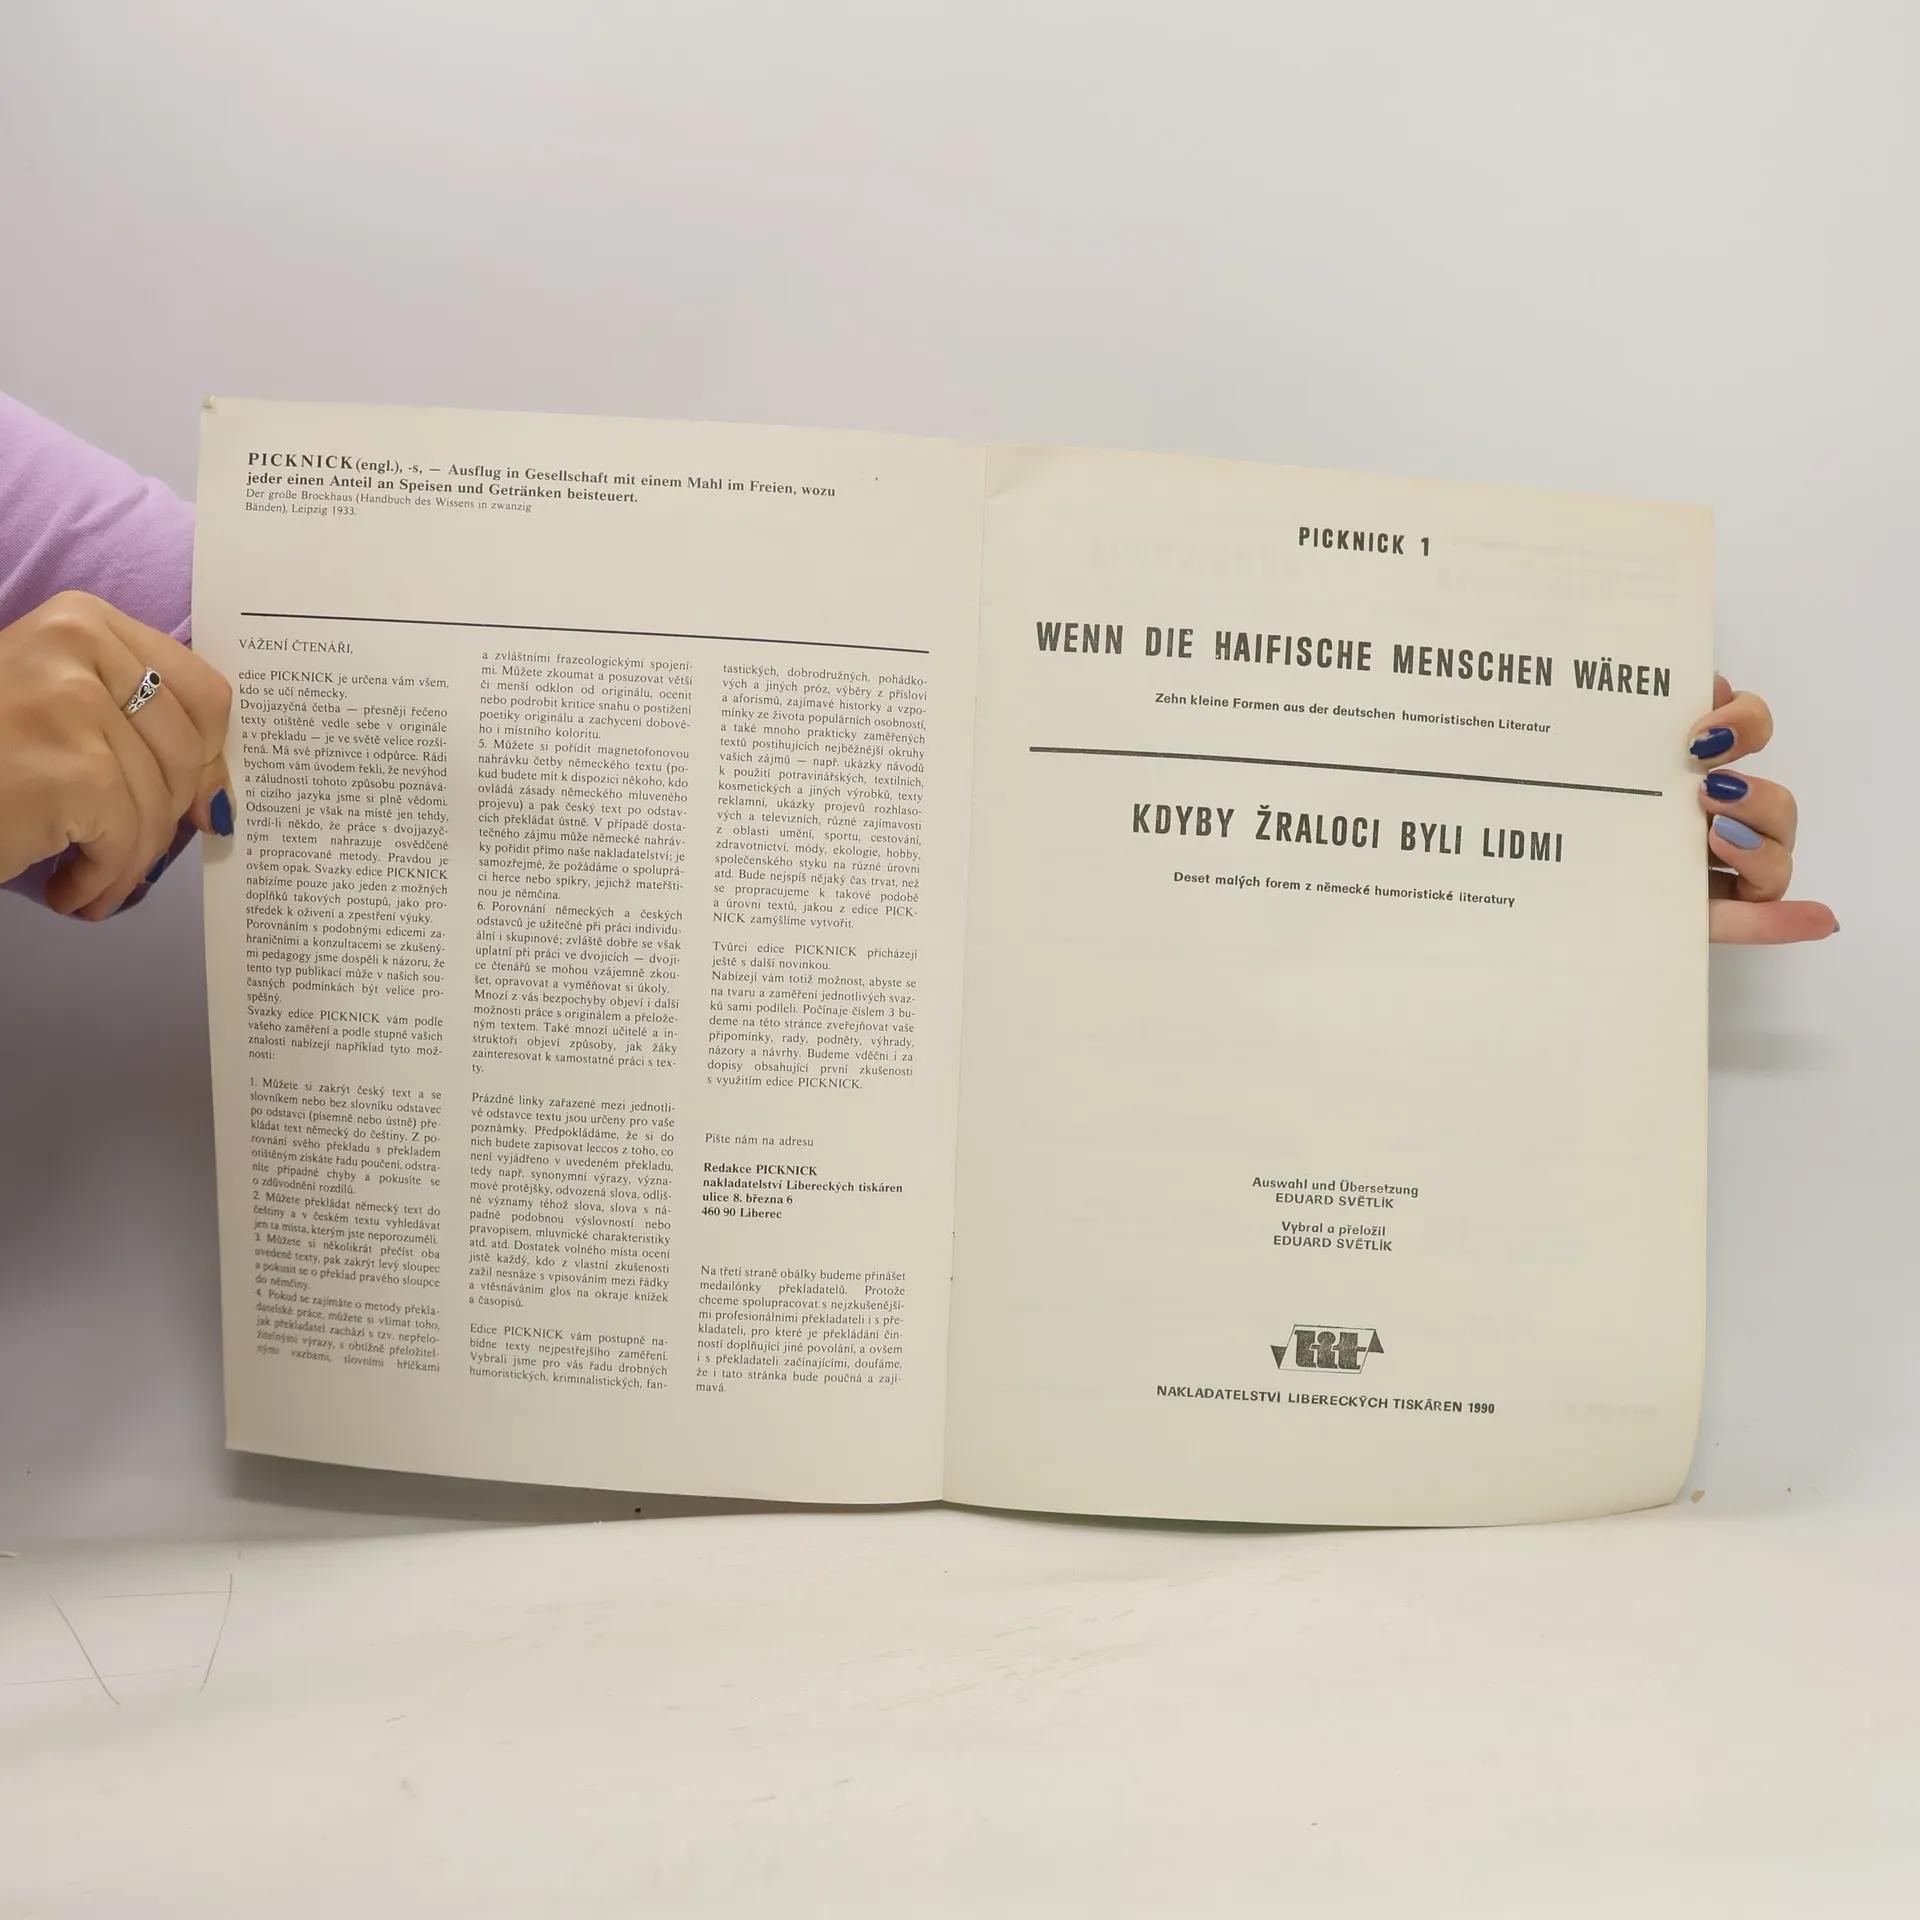 PICKNICK (engl.), -s, — Ausflug in Gesellschaft mit einem Mahl im Freien, wozu
jeder einen Anteil an Speisen und Getränken beisteuert.
Der große Brockhaus (Handbuch des Wissens in zwanzig
Bänden), Leipzig 1933.
VÁŽENÍ ČTENÁŘI,
edice PICKNICK je určena vám všem,
kdo se učí německy.
Dvojjazyčná četba — přesněji řečeno
texty otištěné vedle sebe v originále
a v překladu — je ve světě velice rozší-
řená. Má své příznivce i odpůrce. Rádi
bychom vám úvodem řekli, že nevýhod
a záludností tohoto způsobu poznává-
ní cizího jazyka jsme si plně vědomi.
Odsouzení je však na místě jen tehdy,
tvrdí-li někdo, že práce s dvojjazyč-
ným textem nahrazuje osvědčené
a propracované metody. Pravdou je
ovšem opak. Svazky edice PICKNICK
nabízíme pouze jako jeden z možných
doplňků takových postupů, jako pro-
středek k oživení a zpestření výuky.
Porovnáním s podobnými edicemi za-
hraničními a konzultacemi se zkušený-
mi pedagogy jsme dospěli k názoru, že
tento typ publikací může v našich sou-
časných podmínkách být velice pro-
spěšný.
Svazky edice PICKNICK vám podle
vašeho zaměření a podle stupně vašich
znalostí nabízejí například tyto mož-
nosti:
1. Můžete si zakrýt český text a se
slovníkem nebo bez slovníku odstavec
po odstavci (písemně nebo ústně) pře-
kládat text německý do češtiny. Z po-
rovnání svého překladu s překladem
otištěným získáte řadu poučení, odstra-
níte případné chyby a pokusíte se
o zdůvodnění rozdílů.
2. Můžete překládat německý text do
češtiny a v českém textu vyhledávat
jen ta místa, kterým jste neporozuměli.
3. Můžete si několikrát přečíst oba
uvedené texty, pak zakrýt levý sloupec
a pokusit se o překlad pravého sloupce
do němčiny.
4. Pokud se zajímáte o metody překla-
datelské práce, můžete si všímat toho,
jak překladatel zachází s tzv. nepřelo-
žitelnými výrazy, s obtížně přeložitel-
nými vazbami, slovními hříčkami
a zvláštními frazeologickými spojení-
mi. Můžete zkoumat a posuzovat větší
či menší odklon od originálu, ocenit
nebo podrobit kritice snahu o postižení
poetiky originálu a zachycení dobové-
ho i místního koloritu.
5. Můžete si pořídit magnetofonovou
nahrávku četby německého textu (po-
kud budete mít k dispozici někoho, kdo
ovládá zásady německého mluveného
projevu) a pak český text po odstav-
cích překládat ústně. V případě dosta-
tečného zájmu může německé nahráv-
ky pořídit přímo naše nakladatelství; je
samozřejmé, že požádáme o spoluprá-
ci herce nebo spíkry, jejichž mateřšti-
nou je němčina.
6. Porovnání německých a českých
odstavců je užitečné při práci individu-
ální i skupinové; zvláště dobře se však
uplatní při práci ve dvojicích — dvoji-
ce čtenářů se mohou vzájemně zkou-
šet, opravovat a vyměňovat si úkoly.
Mnozí z vás bezpochyby objeví i další
možnosti práce s originálem a přelože-
ným textem. Také mnozí učitelé a in-
struktoři objeví způsoby, jak žáky
zainteresovat k samostatné práci s tex-
ty.
Prázdné linky zařazené mezi jednotli-
vé odstavce textu jsou určeny pro vaše
poznámky. Předpokládáme, že si do
nich budete zapisovat leccos z toho, co
není vyjádřeno v uvedeném překladu,
tedy např. synonymní výrazy, význa-
mové protějšky, odvozená slova, odliš-
né významy téhož slova, slova s ná-
padně podobnou výslovností nebo
pravopisem, mluvnické charakteristiky
atd. atd. Dostatek volného místa ocení
jistě každý, kdo z vlastní zkušenosti
zažil nesnáze s vpisováním mezi řádky
a vtěsnáváním glos na okraje knížek
a časopisů.
Edice PICKNICK vám postupně na-
bídne texty nejpestřejšího zaměření.
Vybrali jsme pro vás řadu drobných
humoristických, kriminalistických, fan-
tastických, dobrodružných, pohádko-
vých a jiných próz, výběry z přísloví
a aforismů, zajímavé historky a vzpo-
mínky ze života populárních osobností,
a také mnoho prakticky zaměřených
textů postihujících nejběžnější okruhy
vašich zájmů — např. ukázky návodů
k použití potravinářských, textilních,
kosmetických a jiných výrobků, texty
reklamní, ukázky projevů rozhlaso-
vých a televizních, různé zajímavosti
z oblasti umění, sportu, cestování,
zdravotnictví, módy, ekologie, hobby,
společenského styku na různé úrovni
atd. Bude nejspíš nějaký čas trvat, než
se propracujeme k takové podobě
a úrovni textů, jakou z edice PICK-
NICK zamýšlíme vytvořit.
Tvůrci edice PICKNICK přicházejí
ještě s další novinkou.
Nabízejí vám totiž možnost, abyste se
na tvaru a zaměření jednotlivých svaz-
ků sami podíleli. Počínaje číslem 3 bu-
deme na této stránce zveřejňovat vaše
připomínky, rady, podněty, výhrady,
názory a návrhy. Budeme vděčni i za
dopisy obsahující první zkušenosti
s využitím edice PICKNICK.
Pište nám na adresu
Redakce PICKNICK
nakladatelství Libereckých tiskáren
ulice 8. března 6
460 90 Liberec
Na třetí straně obálky budeme přinášet
medailónky překladatelů. Protože
chceme spolupracovat s nejzkušenější-
mi profesionálními překladateli i s pře-
kladateli, pro které je překládání čin-
ností doplňující jiné povolání, a ovšem
i s překladateli začínajícími, doufáme,
že i tato stránka bude poučná a zají-
mavá.
PICKNICK 1
WENN DIE HAIFISCHE MENSCHEN WÄREN
Zehn kleine Formen aus der deutschen humoristischen Literatur
KDYBY ŽRALOCI BYLI LIDMI
Deset malých forem z německé humoristické literatury
Auswahl und Übersetzung
EDUARD SVĚTLÍK
Vybral a přeložil
EDUARD SVĚTLÍK
lit
NAKLADATELSTVÍ LIBERECKÝCH TISKÁREN 1990